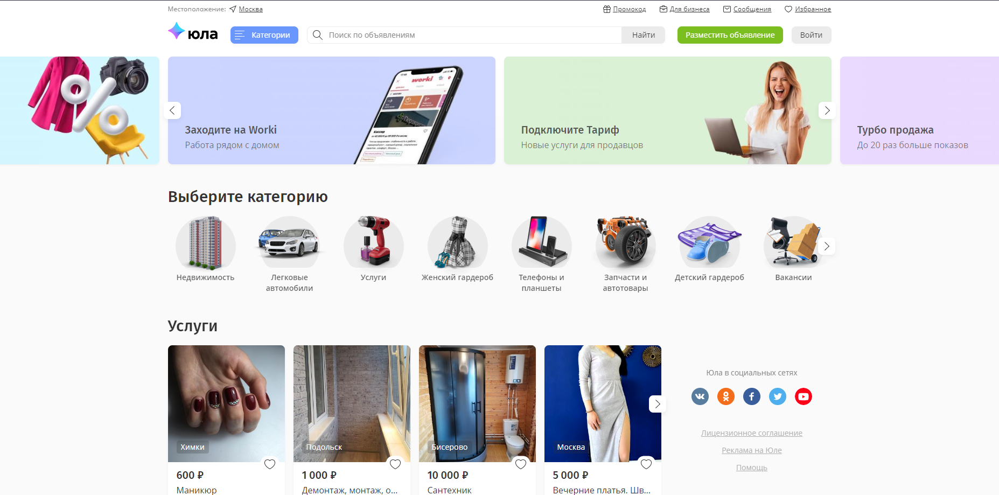 Местоположение: Москва
Промокод
Для бизнеса
Сообщения
Избранное
юла
Категории
Поиск по объявлениям
Найти
Разместить объявление
Войти
worki
Кассир
Заходите на Worki
Работа рядом с домом
Подключите Тариф
Новые услуги для продавцов
Турбо продажа
До 20 раз больше показов
Выберите категорию
Недвижимость
Легковые
автомобили
Услуги
Женский гардероб
Телефоны и
планшеты
Запчасти и
автотовары
Детский гардероб
Вакансии
Услуги
Химки
600 ₽
Маникюр
Подольск
1 000 ₽
Демонтаж, монтаж, о...
Бисерово
10 000 ₽
Сантехник
Москва
5 000 ₽
Вечерние платья. Шв...
Юла в социальных сетях
Лицензионное соглашение
Реклама на Юле
Помощь